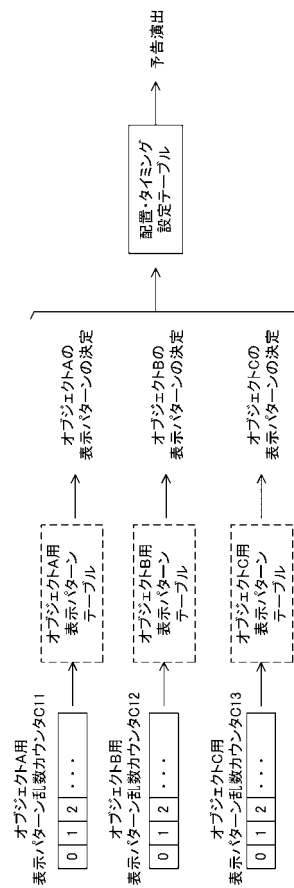 オブジェクトA用
表示パターン乱数カウンタC11
0 1 2 ・・・
オブジェクトA用
表示パターン
テーブル
オブジェクトAの
表示パターンの決定
オブジェクトB用
表示パターン乱数カウンタC12
0 1 2 ・・・
オブジェクトB用
表示パターン
テーブル
オブジェクトBの
表示パターンの決定
オブジェクトC用
表示パターン乱数カウンタC13
0 1 2 ・・・
オブジェクトC用
表示パターン
テーブル
オブジェクトCの
表示パターンの決定
配置・タイミング
設定テーブル
予告演出